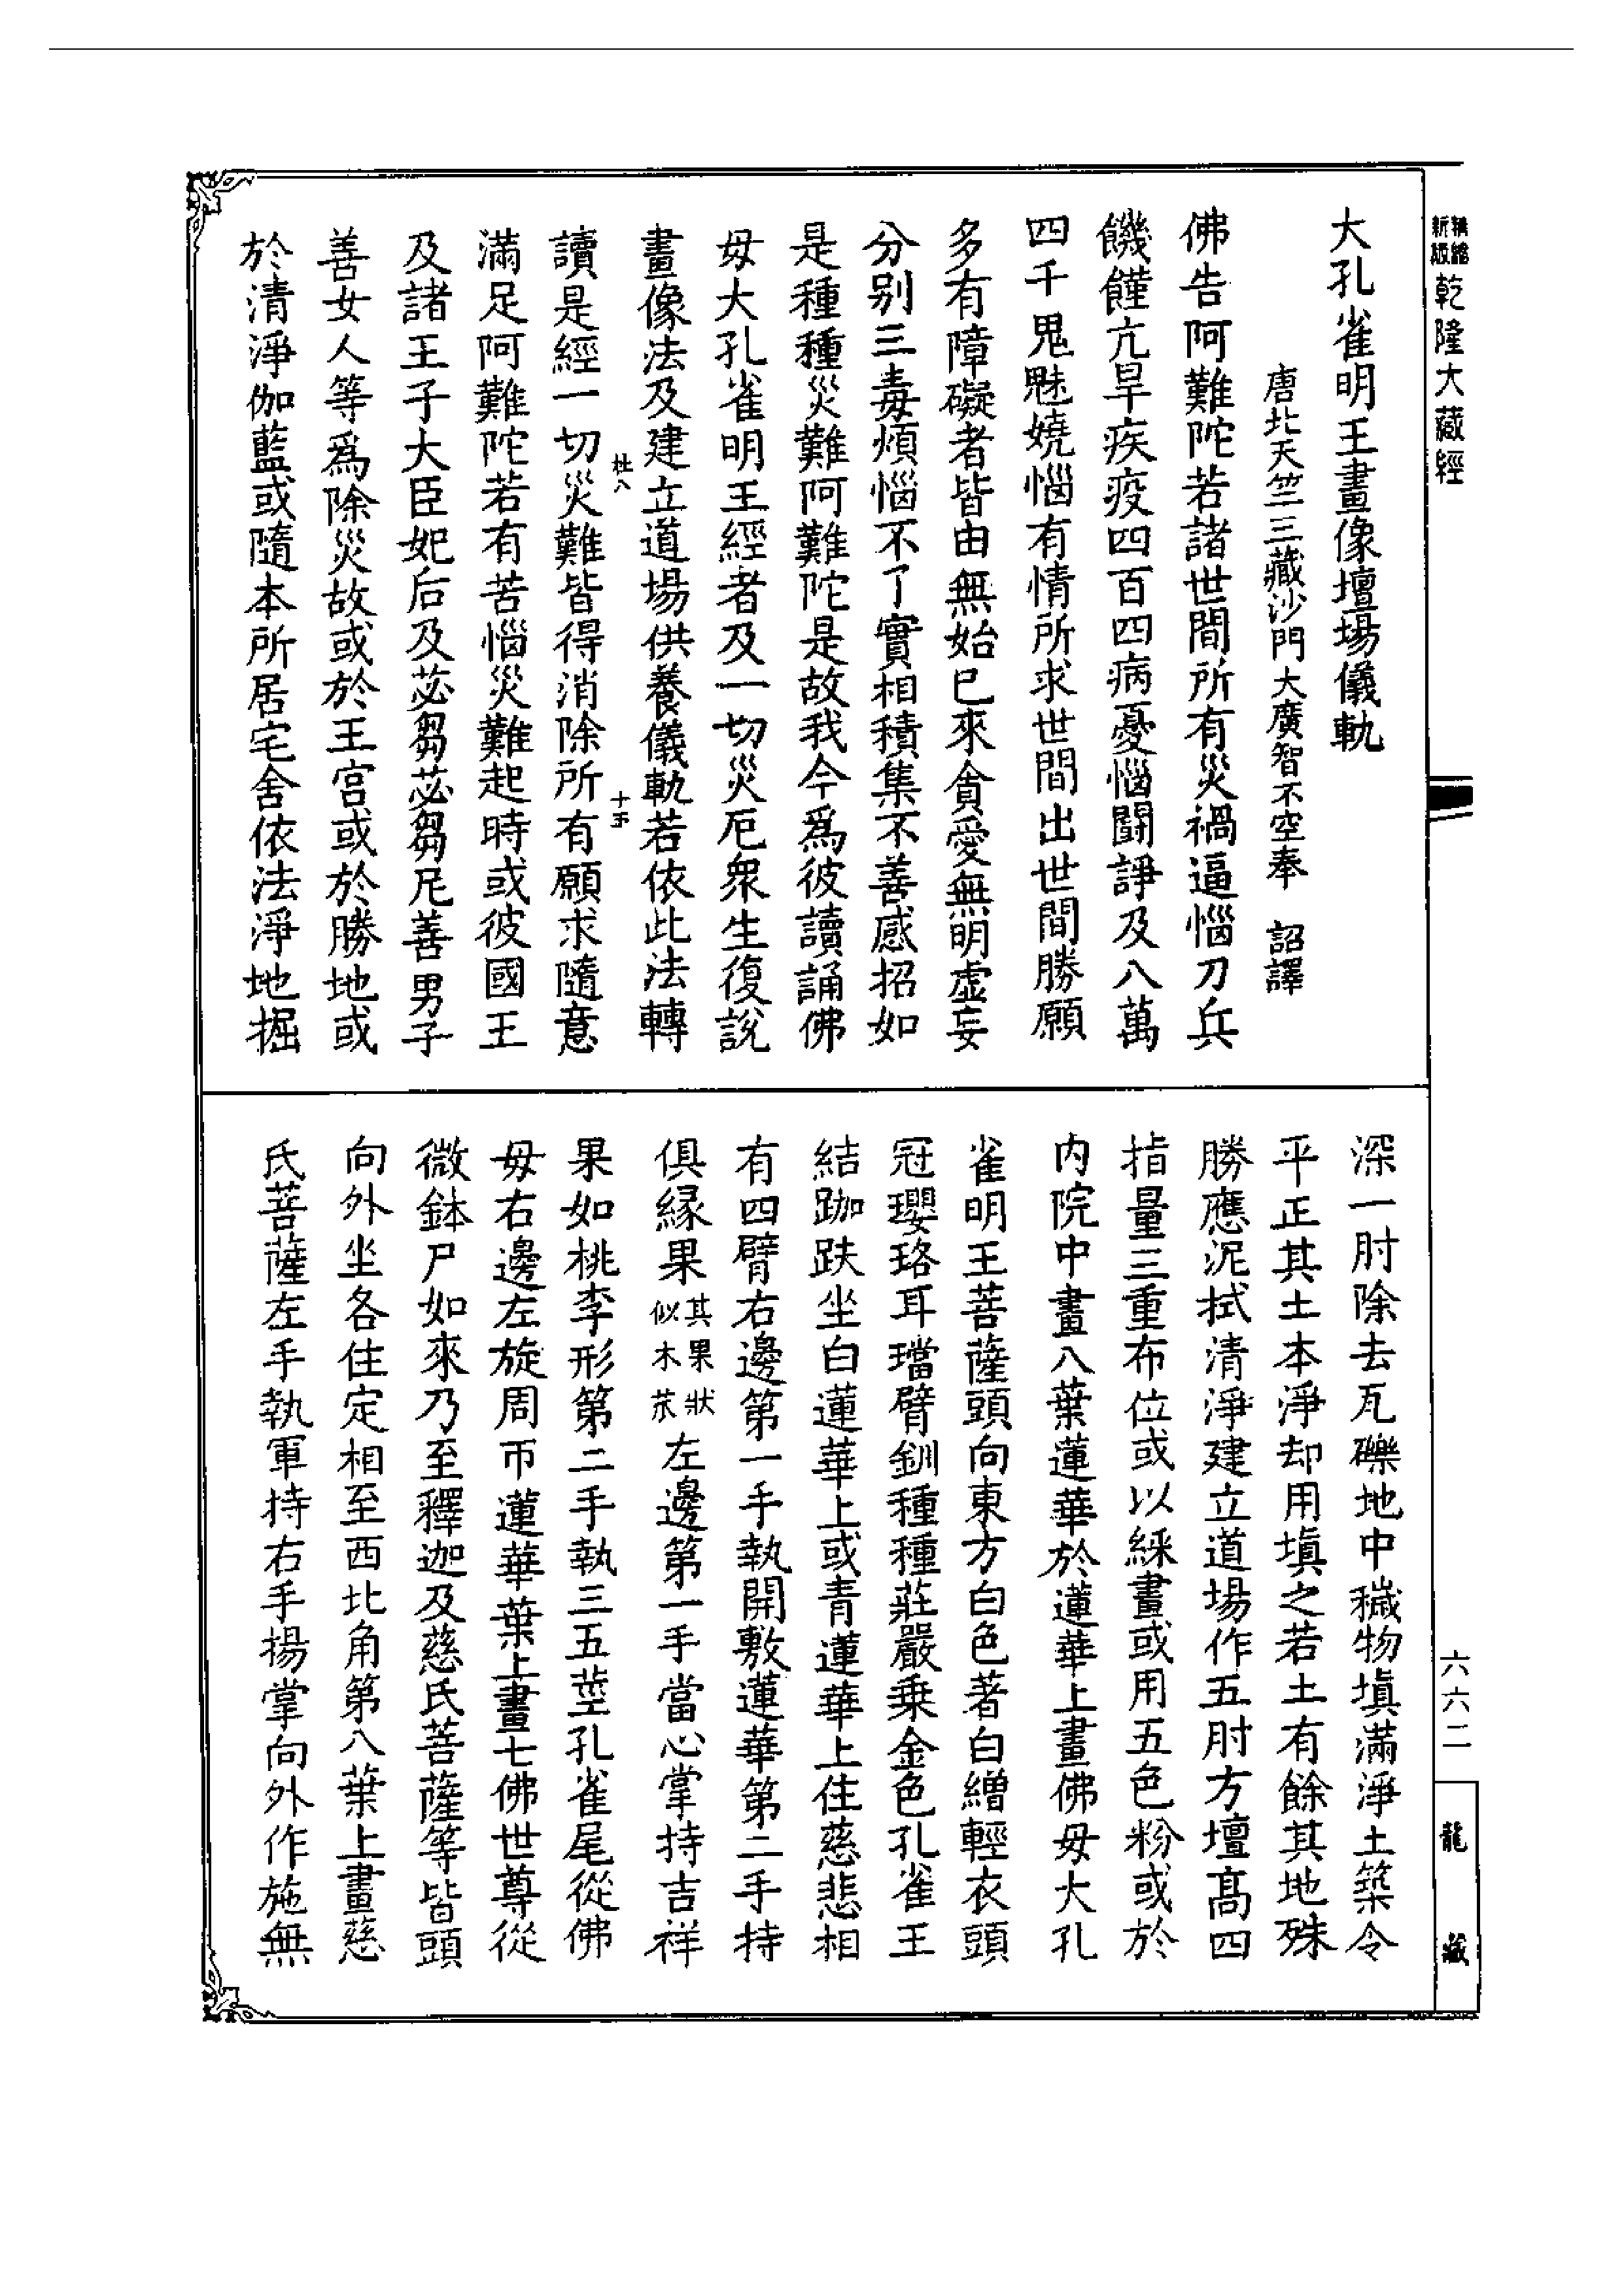 新編
縮版
乾隆大藏經
大孔雀明王畫像壇場儀軌
唐北天竺三藏沙門大廣智不空奉　詔譯
佛告阿難陀若諸世間所有災禍逼惱刀兵
饑饉亢旱疾疫四百四病憂惱鬬諍及八萬
四千鬼魅嬈惱有情所求世間出世間勝願
多有障礙者皆由無始已來貪愛無明虛妄
分別三毒煩惱不了實相積集不善感招如
是種種災難阿難陀是故我今爲彼讀誦佛
毋大孔雀明王經者及一切災厄衆生復說
畫像法及建立道場供養儀軌若依此法轉
讀是經一切災難皆得消除所有願求隨意
滿足阿難陀若有苦惱災難起時或彼國王
及諸王子大臣妃后及苾芻苾芻尼善男子
善女人等爲除災故或於王宫或於勝地或
於清淨伽藍或隨本所居宅舍依法淨地掘
深一肘除去瓦礫地中穢物填滿淨土築令
平正其土本淨却用填之若土有餘其地殊
勝應泥拭清淨建立道場作五肘方壇髙四
指量三重布位或以綵畫或用五色粉或於
内院中畫八葉蓮華於蓮華上畫佛毋大孔
雀明王菩薩頭向東方白色著白繒輕衣頭
冠瓔珞耳璫臂釧種種莊嚴乗金色孔雀王
結跏趺坐白蓮華上或青蓮華上住慈悲相
有四臂右邊第一手執開敷蓮華第二手持
俱緣果其果狀似木苽左邊第一手當心掌持吉祥
果如桃李形第二手執三五莖孔雀尾從佛
毋右邊左旋周帀蓮華葉上畫七佛世尊從
微鉢尸如來乃至釋迦及慈氏菩薩等皆頭
向外坐各住定相至西北角第八葉上畫慈
氏菩薩左手執軍持右手揚掌向外作施無
六六二
龍藏